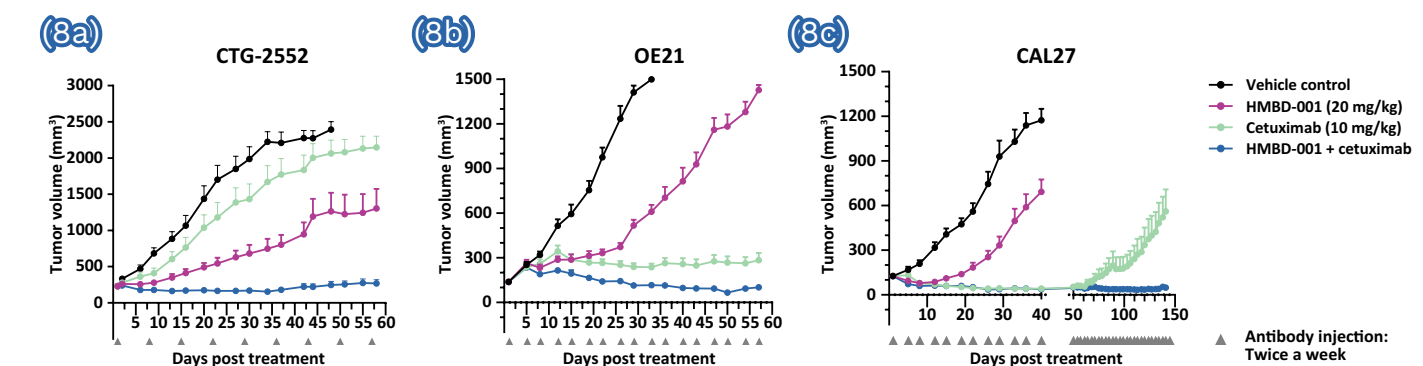 (8a)
CTG-2552
Tumor volume (mm³)
3000
2500
2000
1500
1000
500
0
5 10 15 20 25 30 35 40 45 50 55 60
Days post treatment
(8b)
OE21
Tumor volume (mm³)
1500
1200
900
600
300
0
5 10 15 20 25 30 35 40 45 50 55 60
Days post treatment
(8c)
CAL27
Tumor volume (mm³)
1500
1200
900
600
300
0
10 20 30 40 50 100 150
Days post treatment
Vehicle control
HMBD-001 (20 mg/kg)
Cetuximab (10 mg/kg)
HMBD-001 + cetuximab
Antibody injection:
Twice a week